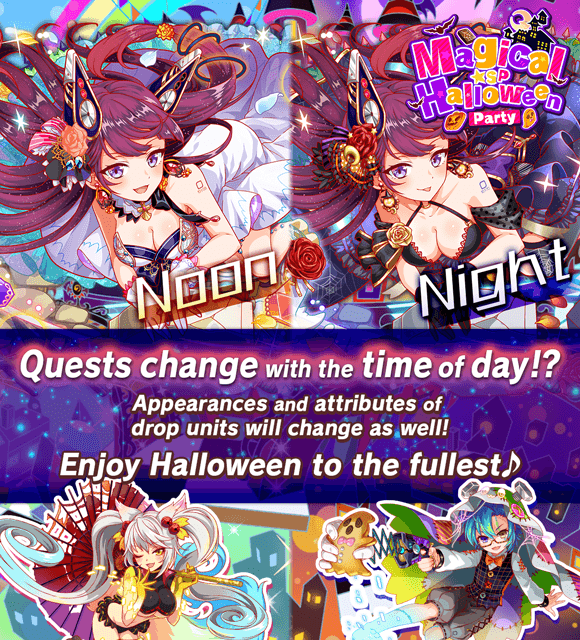 Magical
★SP
Halloween
Party
Noon
Night
Quests change with the time of day!?
Appearances and attributes of
drop units will change as well!
Enjoy Halloween to the fullest♪